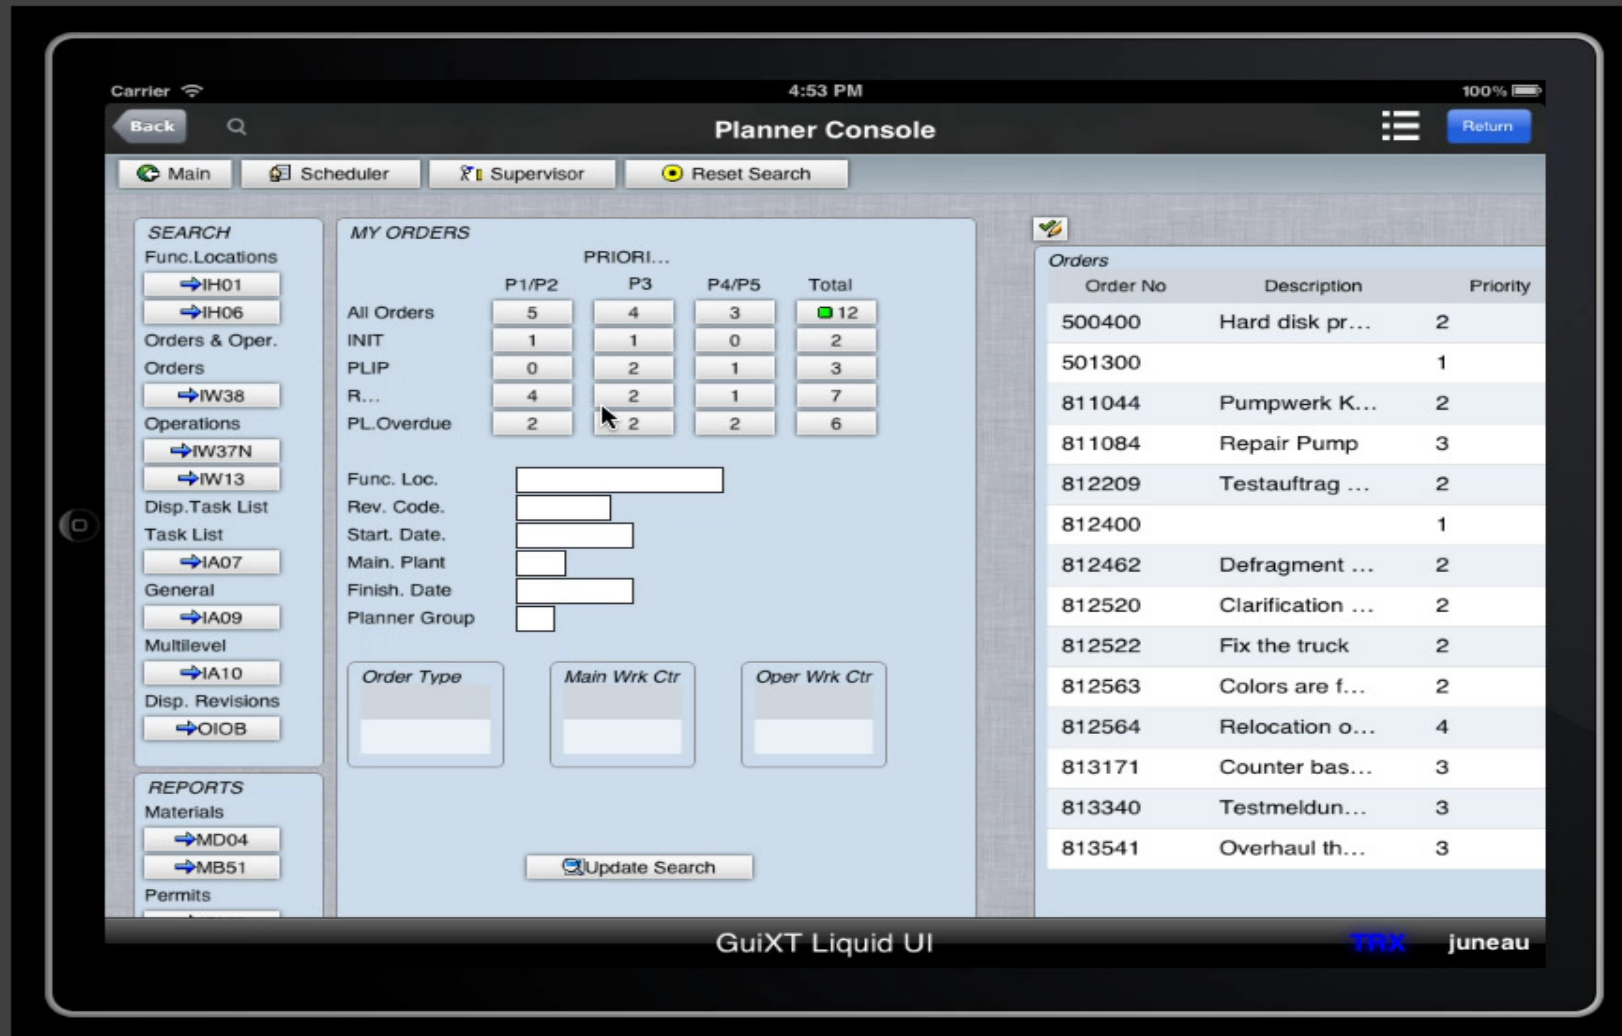 Carrier 4:53 PM 100%
Back Planner Console Return
Main Scheduler Supervisor Reset Search
SEARCH
Func.Locations
IH01
IH06
Orders & Oper.
Orders
IW38
Operations
IW37N
IW13
Disp.Task List
Task List
IA07
General
IA09
Multilevel
IA10
Disp. Revisions
OIOB
REPORTS
Materials
MD04
MB51
Permits
MY ORDERS
PRIORI...
P1/P2 P3 P4/P5 Total
All Orders 5 4 3 12
INIT 1 1 0 2
PLIP 0 2 1 3
R... 4 2 1 7
PL.Overdue 2 2 2 6
Func. Loc.
Rev. Code.
Start. Date.
Main. Plant
Finish. Date
Planner Group
Order Type Main Wrk Ctr Oper Wrk Ctr
Update Search
Orders
Order No Description Priority
500400 Hard disk pr... 2
501300 1
811044 Pumpwerk K... 2
811084 Repair Pump 3
812209 Testauftrag ... 2
812400 1
812462 Defragment ... 2
812520 Clarification ... 2
812522 Fix the truck 2
812563 Colors are f... 2
812564 Relocation o... 4
813171 Counter bas... 3
813340 Testmeldun... 3
813541 Overhaul th... 3
GuiXT Liquid UI TRX juneau